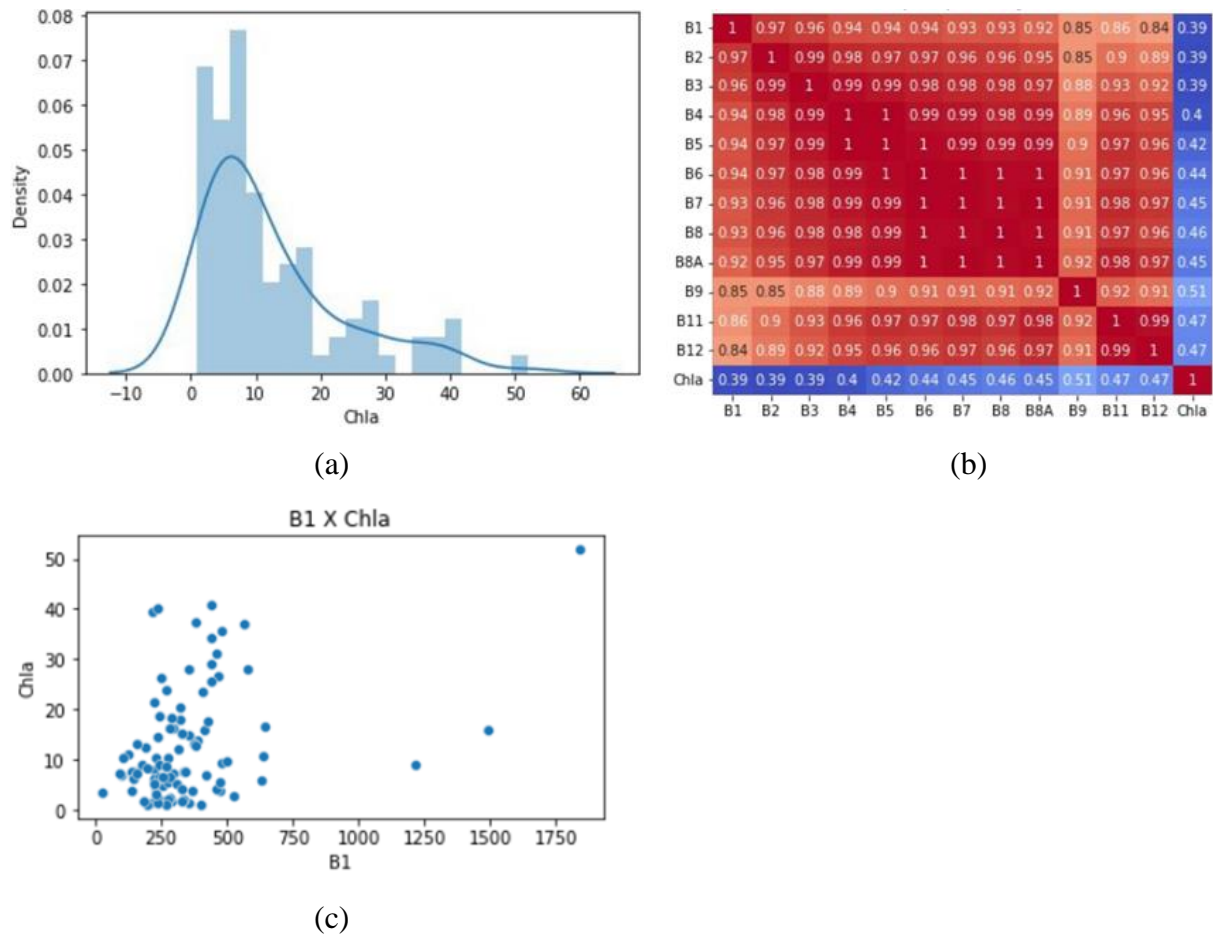 0.08
0.07
0.06
0.05
0.04
0.03
0.02
0.01
0.00
Density
−10 0 10 20 30 40 50 60
Chla
(a)
B1 1 0.97 0.96 0.94 0.94 0.94 0.93 0.93 0.92 0.85 0.86 0.84 0.39
B2 0.97 1 0.99 0.98 0.97 0.97 0.96 0.96 0.95 0.85 0.9 0.89 0.39
B3 0.96 0.99 1 0.99 0.99 0.98 0.98 0.98 0.97 0.88 0.93 0.92 0.39
B4 0.94 0.98 0.99 1 1 0.99 0.99 0.98 0.99 0.89 0.96 0.95 0.4
B5 0.94 0.97 0.99 1 1 1 0.99 0.99 0.99 0.9 0.97 0.96 0.42
B6 0.94 0.97 0.98 0.99 1 1 1 1 1 0.91 0.97 0.96 0.44
B7 0.93 0.96 0.98 0.99 0.99 1 1 1 1 0.91 0.98 0.97 0.45
B8 0.93 0.96 0.98 0.98 0.99 1 1 1 1 0.91 0.97 0.96 0.46
B8A 0.92 0.95 0.97 0.99 0.99 1 1 1 1 0.92 0.98 0.97 0.45
B9 0.85 0.85 0.88 0.89 0.9 0.91 0.91 0.91 0.92 1 0.92 0.91 0.51
B11 0.86 0.9 0.93 0.96 0.97 0.97 0.98 0.97 0.98 0.92 1 0.99 0.47
B12 0.84 0.89 0.92 0.95 0.96 0.96 0.97 0.96 0.97 0.91 0.99 1 0.47
Chla 0.39 0.39 0.39 0.4 0.42 0.44 0.45 0.46 0.45 0.51 0.47 0.47 1
B1 B2 B3 B4 B5 B6 B7 B8 B8A B9 B11 B12 Chla
(b)
B1 X Chla
50
40
30
20
10
0
Chla
0 250 500 750 1000 1250 1500 1750
B1
(c)